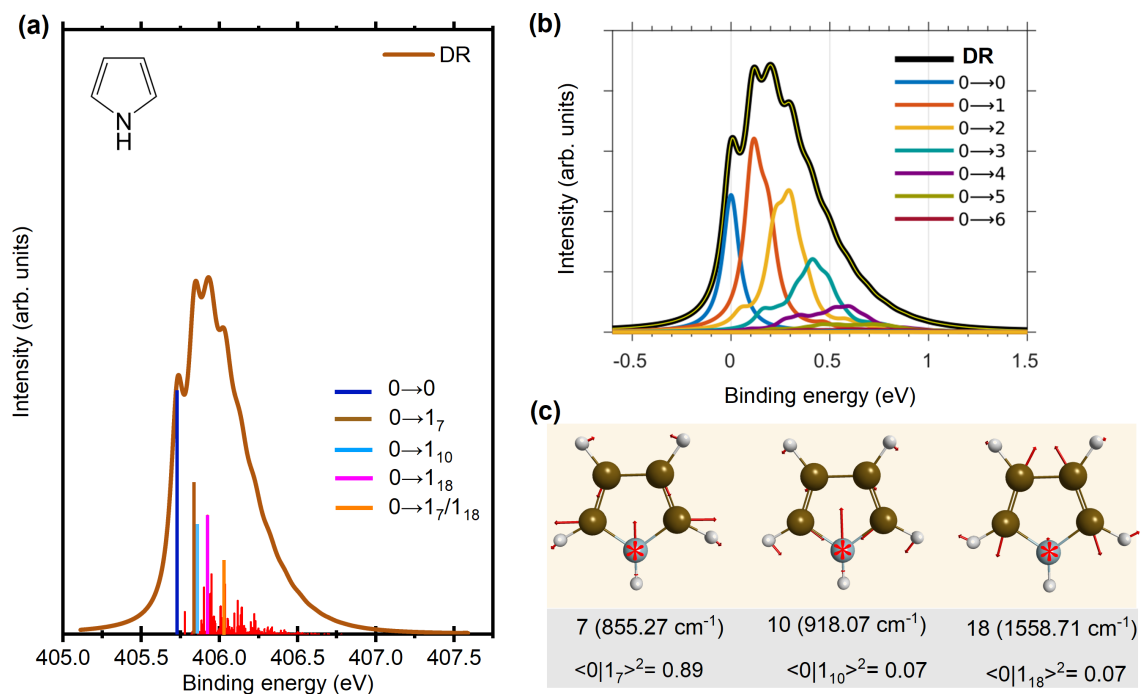 (a)
DR
N
H
Intensity (arb. units)
0→0
0→1₇
0→1₁₀
0→1₁₈
0→1₇/1₁₈
405.0 405.5 406.0 406.5 407.0 407.5
Binding energy (eV)
(b)
DR
0→0
0→1
0→2
0→3
0→4
0→5
0→6
Intensity (arb. units)
-0.5 0 0.5 1 1.5
Binding energy (eV)
(c)
* * *
7 (855.27 cm⁻¹) 10 (918.07 cm⁻¹) 18 (1558.71 cm⁻¹)
<0|1₇>²= 0.89 <0|1₁₀>²= 0.07 <0|1₁₈>²= 0.07